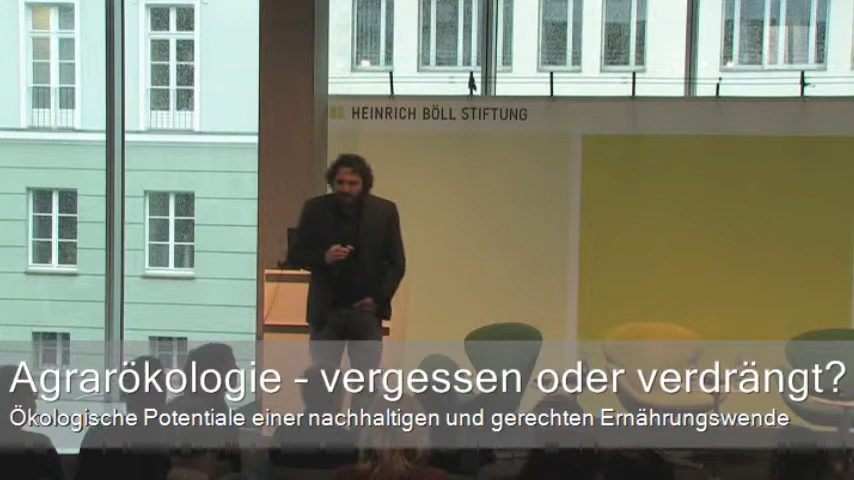 HEINRICH BÖLL STIFTUNG
Agrarökologie - vergessen oder verdrängt?
Ökologische Potentiale einer nachhaltigen und gerechten Ernährungswende